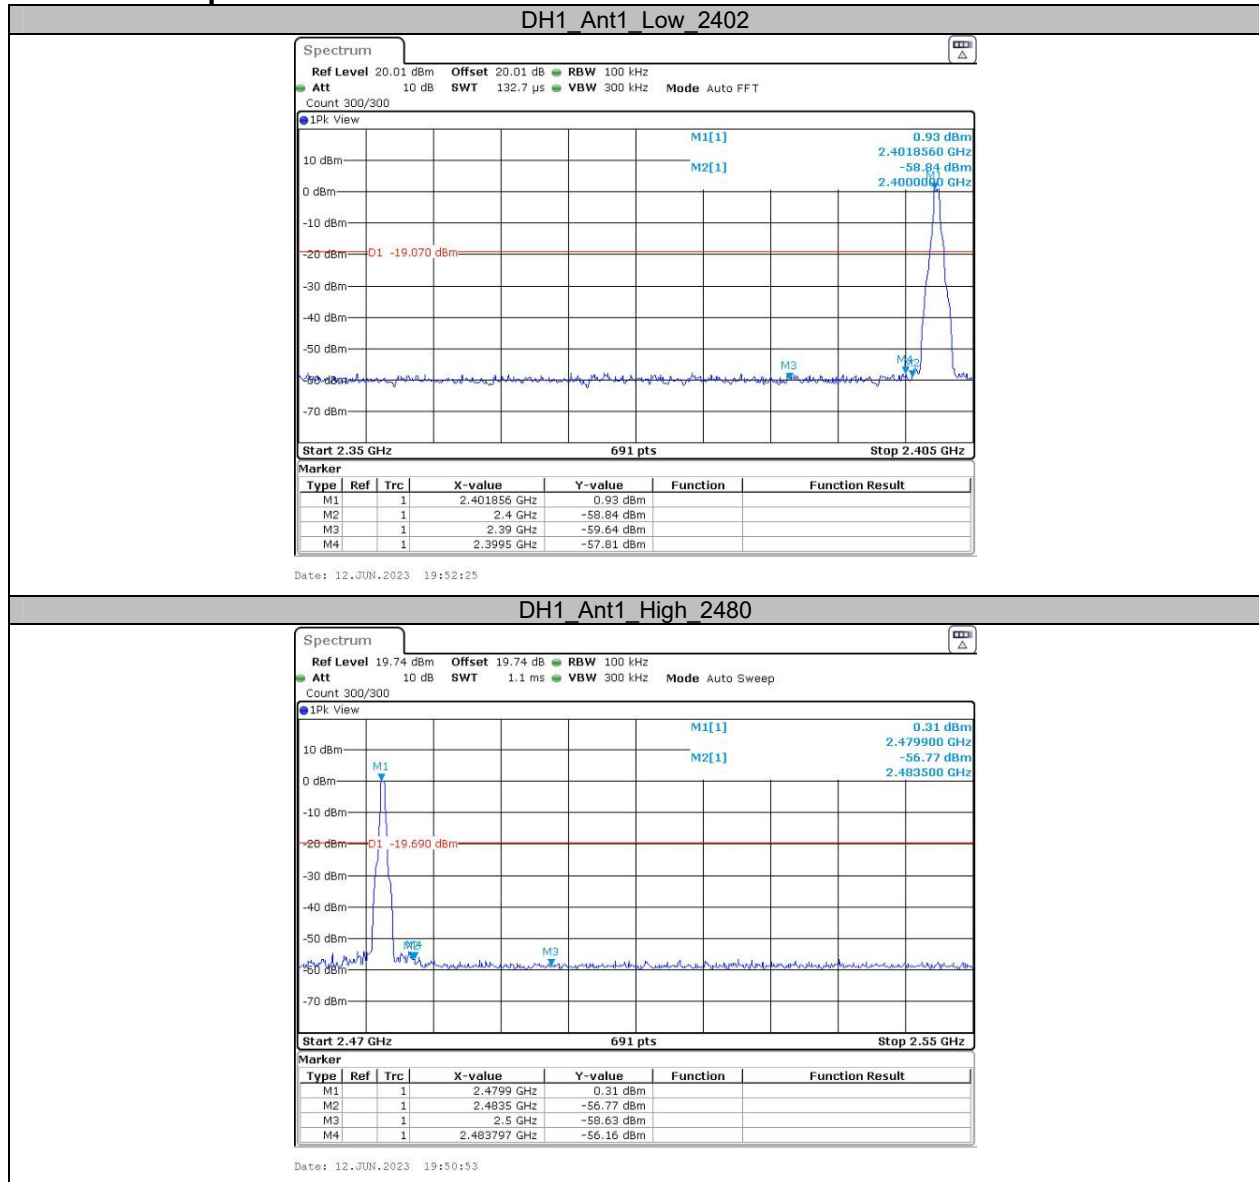 DH1_Ant1_Low_2402
Spectrum
Ref Level 20.01 dBm Offset 20.01 dB RBW 100 kHz
Att 10 dB SWT 132.7 µs VBW 300 kHz Mode Auto FFT
Count 300/300
1Pk View
M1[1] 0.93 dBm
2.4018560 GHz
10 dBm
M2[1] -58.84 dBm
2.4000000 GHz
M1
0 dBm
-10 dBm
-20 dBm D1 -19.070 dBm
-30 dBm
-40 dBm
-50 dBm
M3 M4 M2
-60 dBm
-70 dBm
Start 2.35 GHz 691 pts Stop 2.405 GHz
Marker
Type Ref Trc X-value Y-value Function Function Result
M1 1 2.401856 GHz 0.93 dBm
M2 1 2.4 GHz -58.84 dBm
M3 1 2.39 GHz -59.64 dBm
M4 1 2.3995 GHz -57.81 dBm
Date: 12.JUN.2023 19:52:25
DH1_Ant1_High_2480
Spectrum
Ref Level 19.74 dBm Offset 19.74 dB RBW 100 kHz
Att 10 dB SWT 1.1 ms VBW 300 kHz Mode Auto Sweep
Count 300/300
1Pk View
M1[1] 0.31 dBm
2.479900 GHz
10 dBm
M2[1] -56.77 dBm
M1
2.483500 GHz
0 dBm
-10 dBm
-20 dBm D1 -19.690 dBm
-30 dBm
-40 dBm
-50 dBm
M2 M4 M3
-60 dBm
-70 dBm
Start 2.47 GHz 691 pts Stop 2.55 GHz
Marker
Type Ref Trc X-value Y-value Function Function Result
M1 1 2.4799 GHz 0.31 dBm
M2 1 2.4835 GHz -56.77 dBm
M3 1 2.5 GHz -58.63 dBm
M4 1 2.483797 GHz -56.16 dBm
Date: 12.JUN.2023 19:50:53